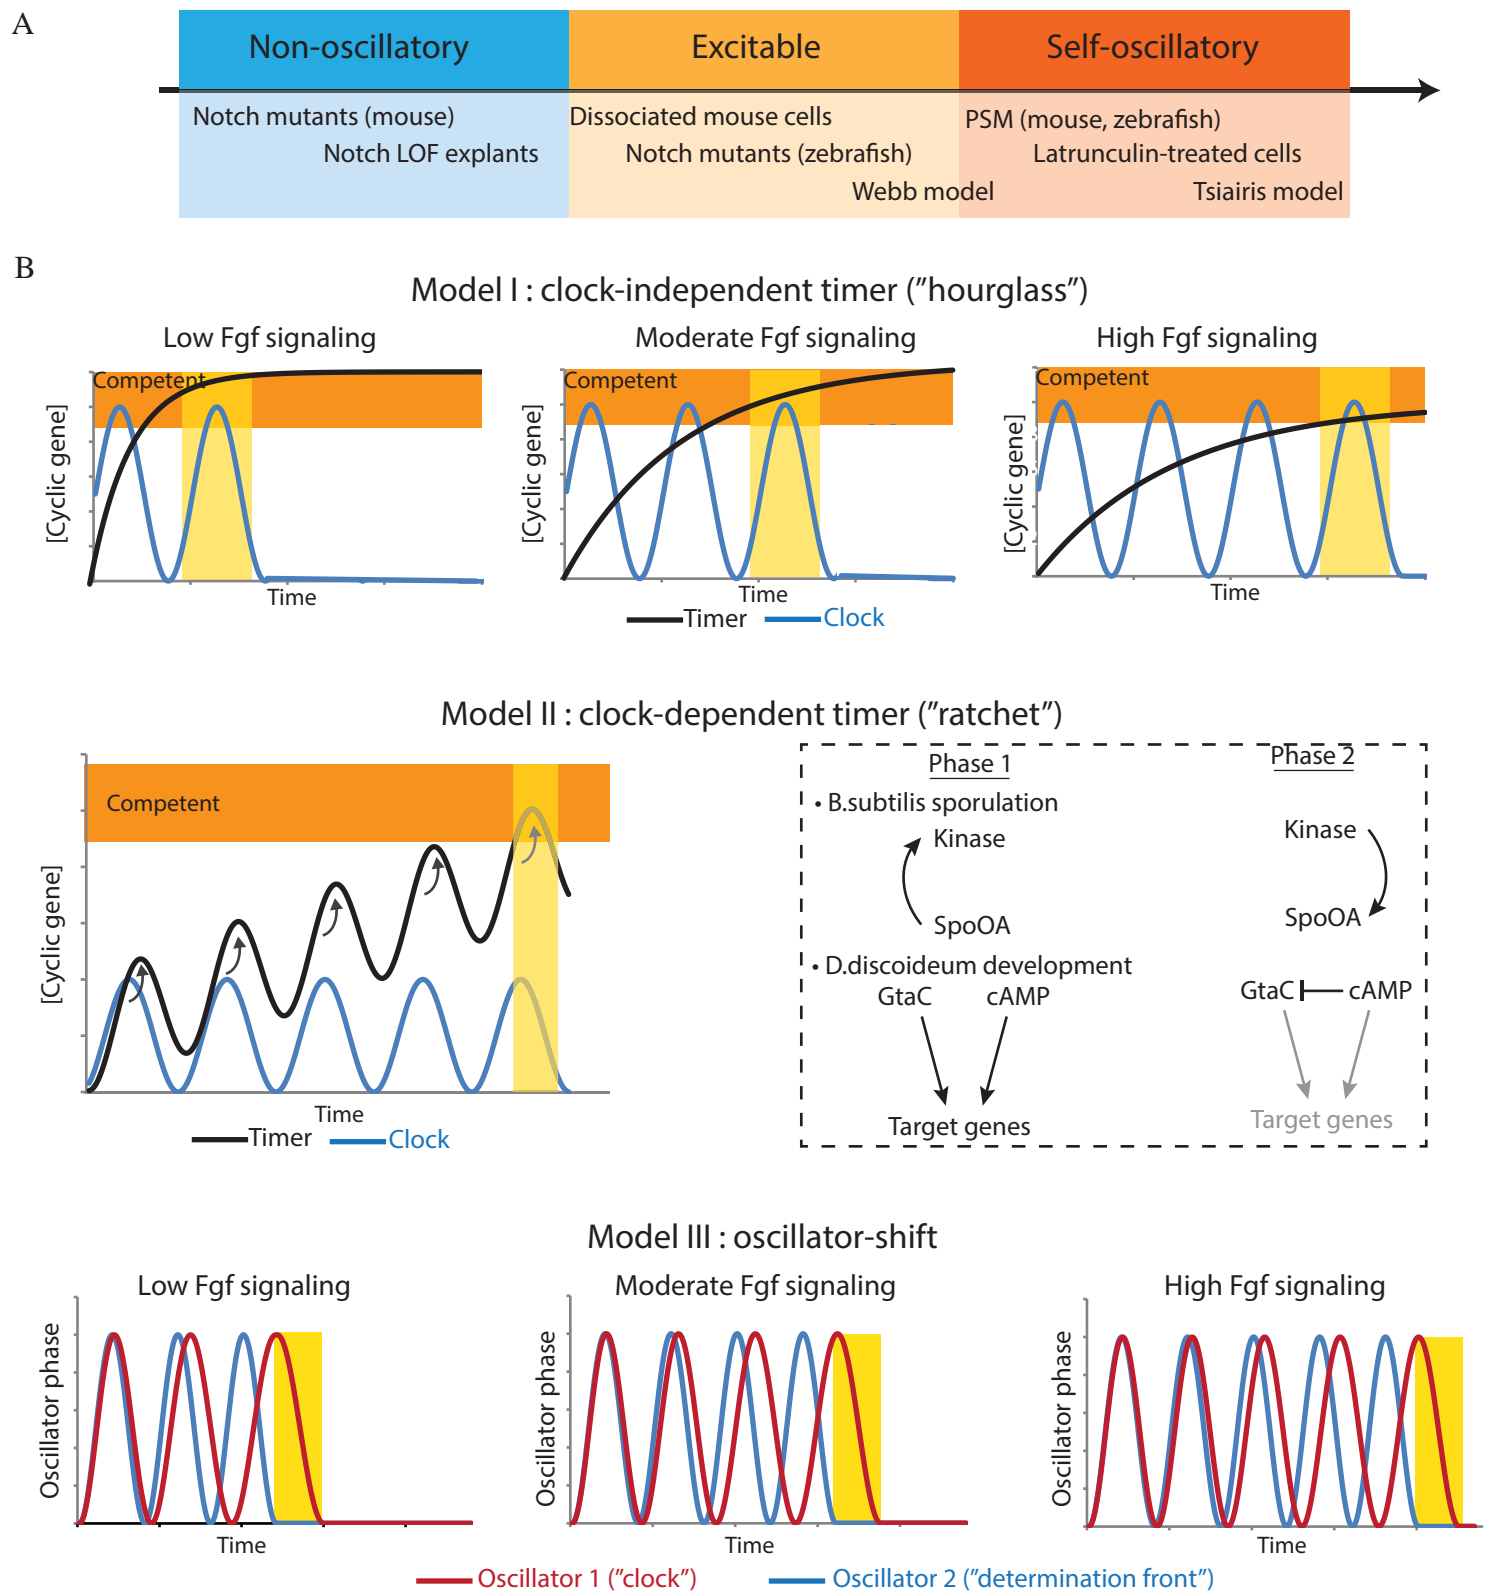 A
Non-oscillatory
Excitable
Self-oscillatory
Notch mutants (mouse)
Dissociated mouse cells
PSM (mouse, zebrafish)
Notch LOF explants
Notch mutants (zebrafish)
Latrunculin-treated cells
Webb model
Tsiairis model
B
Model I : clock-independent timer ("hourglass")
Low Fgf signaling
Moderate Fgf signaling
High Fgf signaling
Competent
Competent
Competent
[Cyclic gene]
[Cyclic gene]
[Cyclic gene]
Time
Time
Time
Timer
Clock
Model II : clock-dependent timer ("ratchet")
Competent
[Cyclic gene]
Time
Timer
Clock
Phase 1
Phase 2
• B.subtilis sporulation
Kinase
Kinase
SpoOA
SpoOA
• D.discoideum development
GtaC
cAMP
GtaC
cAMP
Target genes
Target genes
Model III : oscillator-shift
Low Fgf signaling
Moderate Fgf signaling
High Fgf signaling
Oscillator phase
Oscillator phase
Oscillator phase
Time
Time
Time
Oscillator 1 ("clock")
Oscillator 2 ("determination front")